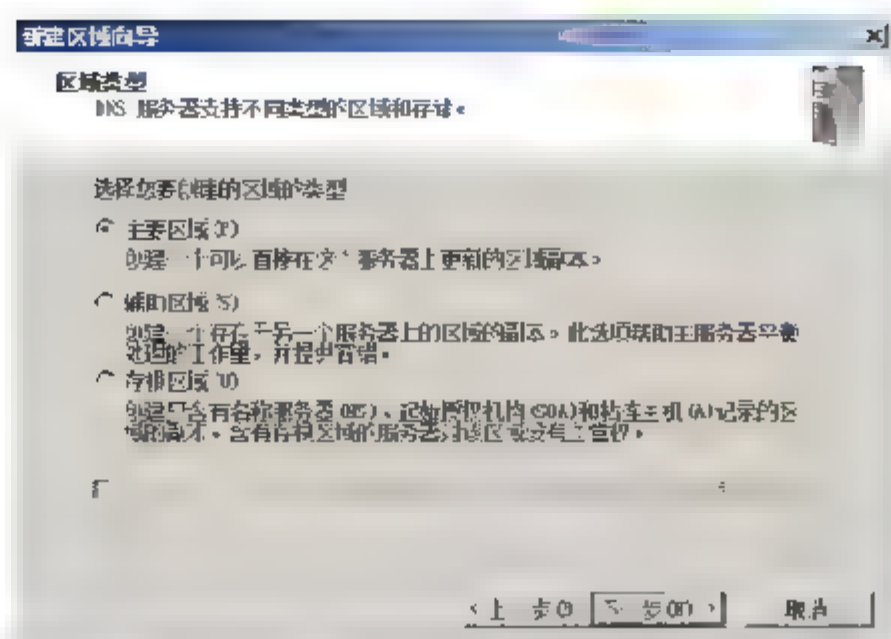 新建区域向导
区域类型
DNS 服务器支持不同类型的区域和存储。
选择您要创建的区域的类型
主要区域(P)
创建一个可以直接在这个服务器上更新的区域副本。
辅助区域(S)
创建一个存在于另一个服务器上的区域的副本。此选项帮助主服务器平衡
处理的工作量，并提供容错。
存根区域(U)
创建只含有名称服务器(NS)、起始授权机构(SOA)和粘连主机(A)记录的区
域的副本。含有存根区域的服务器对该区域没有管理权。
< 上一步(B)
下一步(N) >
取消